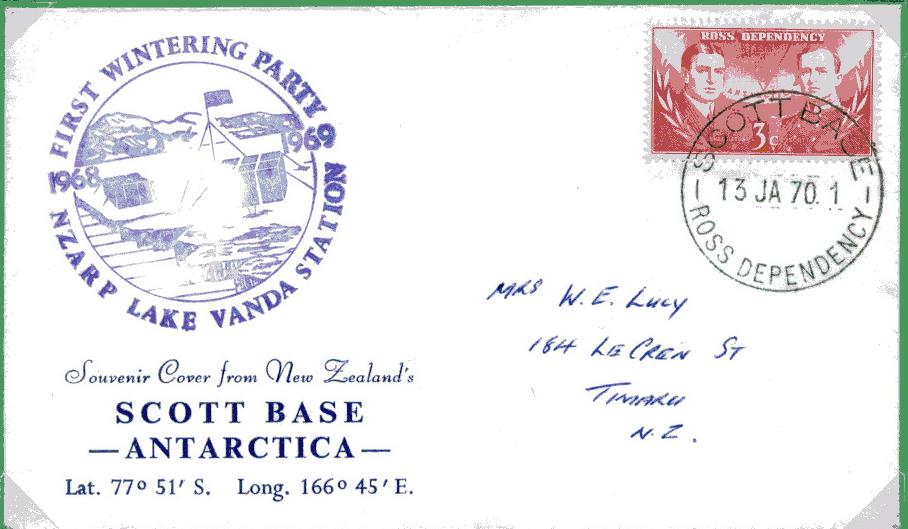 FIRST WINTERING PARTY
1968
1969
NZARP LAKE VANDA STATION
Souvenir Cover from New Zealand's
SCOTT BASE
—ANTARCTICA—
Lat. 77º 51' S. Long. 166º 45' E.
ROSS DEPENDENCY
3c
SCOTT BASE
13 JA 70. 1
ROSS DEPENDENCY
MRS W. E. LUCY
184 LE CREN ST
TIMARU
N.Z.